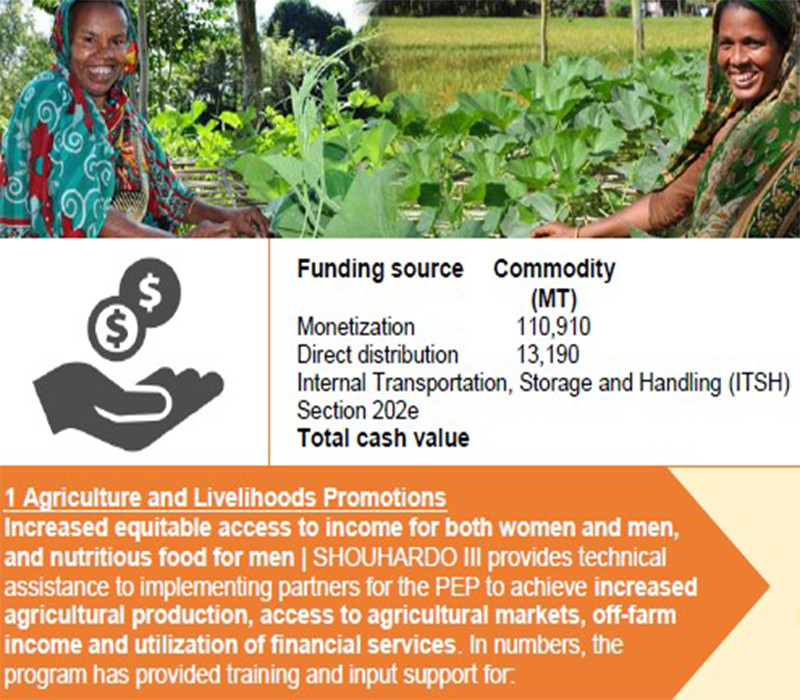 $
$
Funding source Commodity
(MT)
Monetization 110,910
Direct distribution 13,190
Internal Transportation, Storage and Handling (ITSH)
Section 202e
Total cash value
1 Agriculture and Livelihoods Promotions
Increased equitable access to income for both women and men,
and nutritious food for men | SHOUHARDO III provides technical
assistance to implementing partners for the PEP to achieve increased
agricultural production, access to agricultural markets, off-farm
income and utilization of financial services. In numbers, the
program has provided training and input support for: